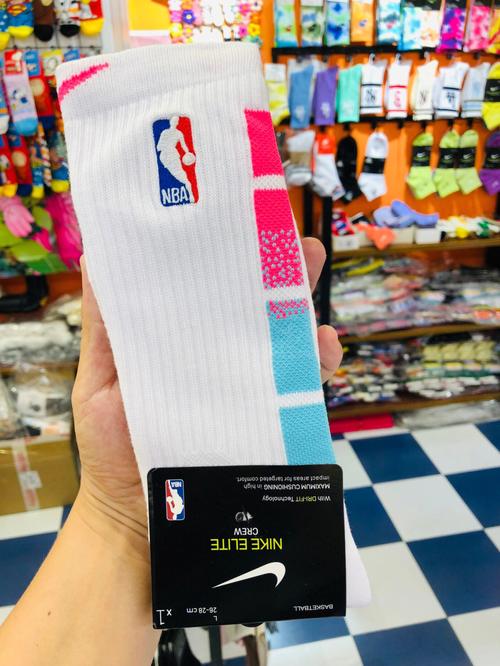 NBA
BASKETBALL
L
26-28 cm
x1
NIKE ELITE
CREW
With DRI-FIT Technology
MAXIMUM CUSHIONING in high
impact areas for targeted comfort.
NBA